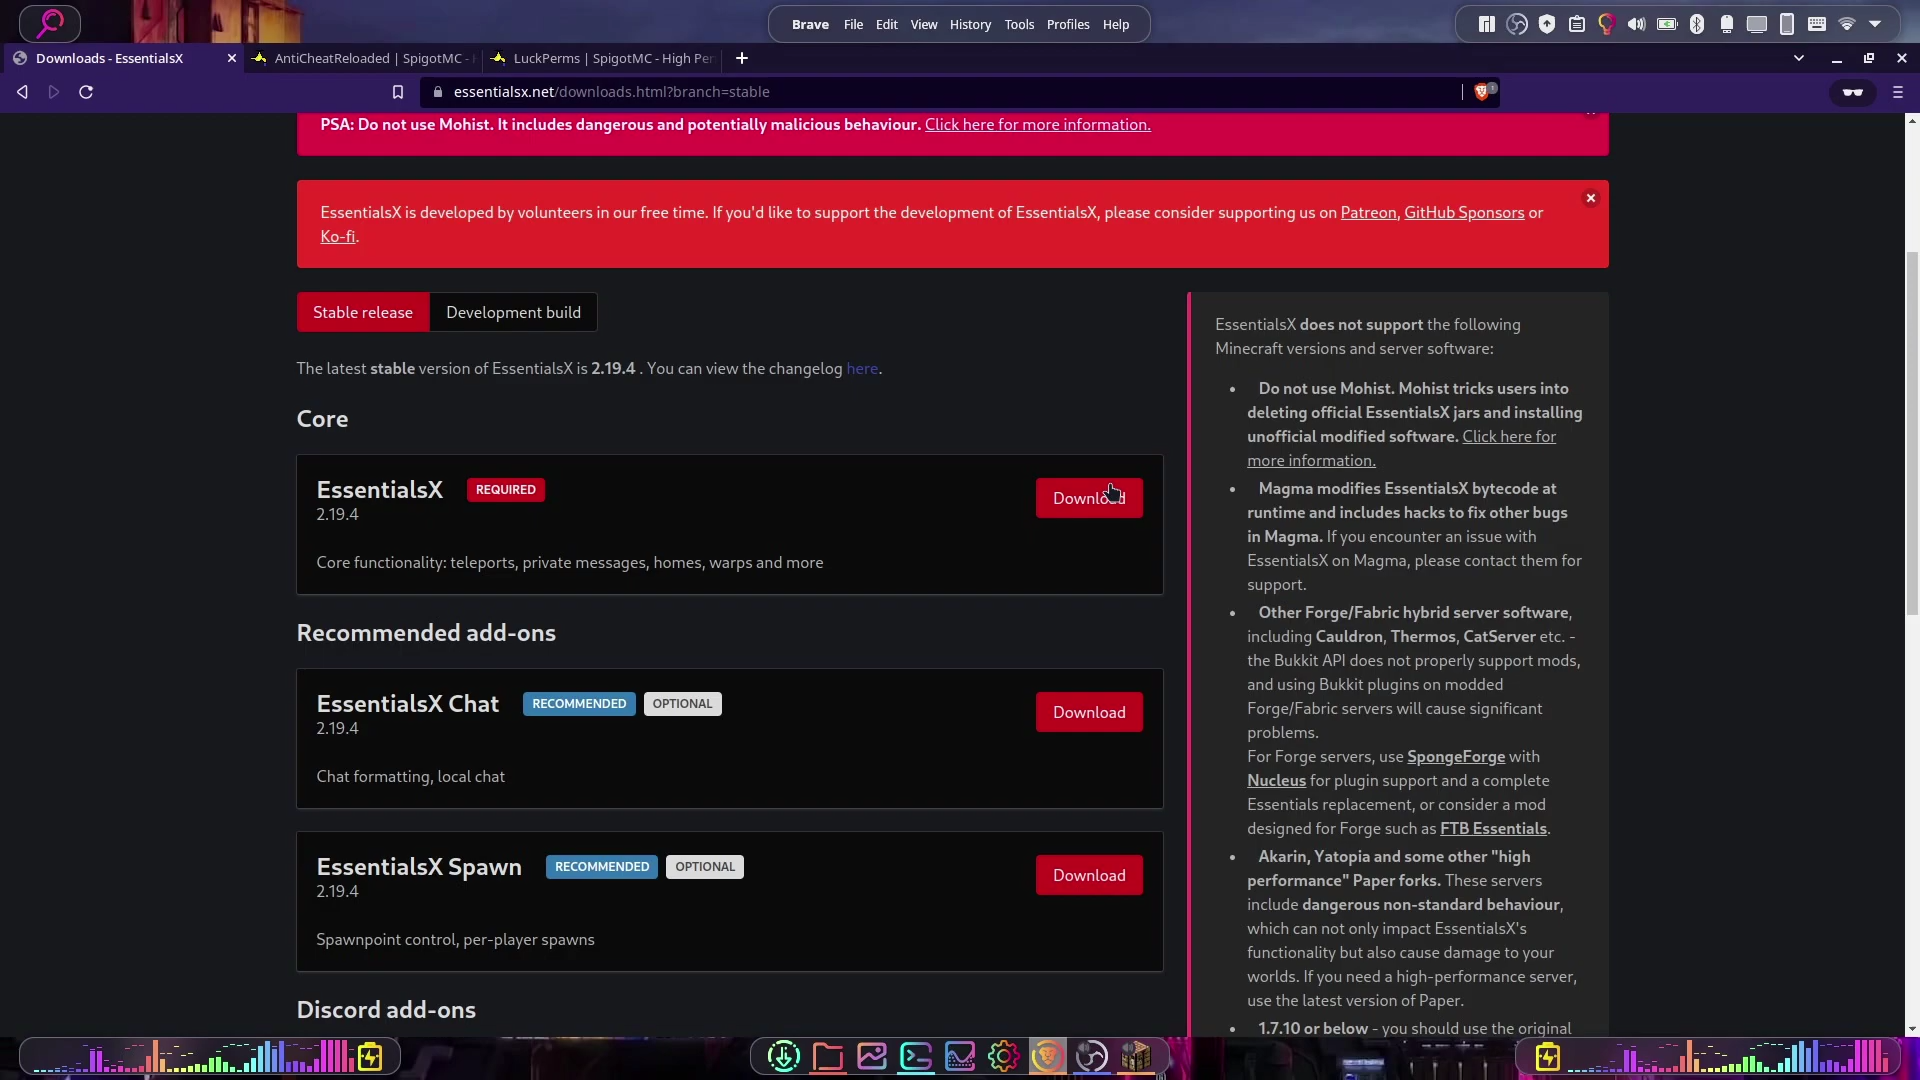 Brave File Edit View History Tools Profiles Help
Downloads - EssentialsX
AntiCheatReloaded | SpigotMC -
LuckPerms | SpigotMC - High Per
essentialsx.net/downloads.html?branch=stable
PSA: Do not use Mohist. It includes dangerous and potentially malicious behaviour. Click here for more information.
EssentialsX is developed by volunteers in our free time. If you'd like to support the development of EssentialsX, please consider supporting us on Patreon, GitHub Sponsors or
Ko-fi.
Stable release
Development build
The latest stable version of EssentialsX is 2.19.4 . You can view the changelog here.
Core
EssentialsX REQUIRED
2.19.4
Download
Core functionality: teleports, private messages, homes, warps and more
Recommended add-ons
EssentialsX Chat RECOMMENDED OPTIONAL
2.19.4
Download
Chat formatting, local chat
EssentialsX Spawn RECOMMENDED OPTIONAL
2.19.4
Download
Spawnpoint control, per-player spawns
Discord add-ons
EssentialsX does not support the following
Minecraft versions and server software:
• Do not use Mohist. Mohist tricks users into
deleting official EssentialsX jars and installing
unofficial modified software. Click here for
more information.
• Magma modifies EssentialsX bytecode at
runtime and includes hacks to fix other bugs
in Magma. If you encounter an issue with
EssentialsX on Magma, please contact them for
support.
• Other Forge/Fabric hybrid server software,
including Cauldron, Thermos, CatServer etc. -
the Bukkit API does not properly support mods,
and using Bukkit plugins on modded
Forge/Fabric servers will cause significant
problems.
For Forge servers, use SpongeForge with
Nucleus for plugin support and a complete
Essentials replacement, or consider a mod
designed for Forge such as FTB Essentials.
• Akarin, Yatopia and some other "high
performance" Paper forks. These servers
include dangerous non-standard behaviour,
which can not only impact EssentialsX's
functionality but also cause damage to your
worlds. If you need a high-performance server,
use the latest version of Paper.
• 1.7.10 or below - you should use the original